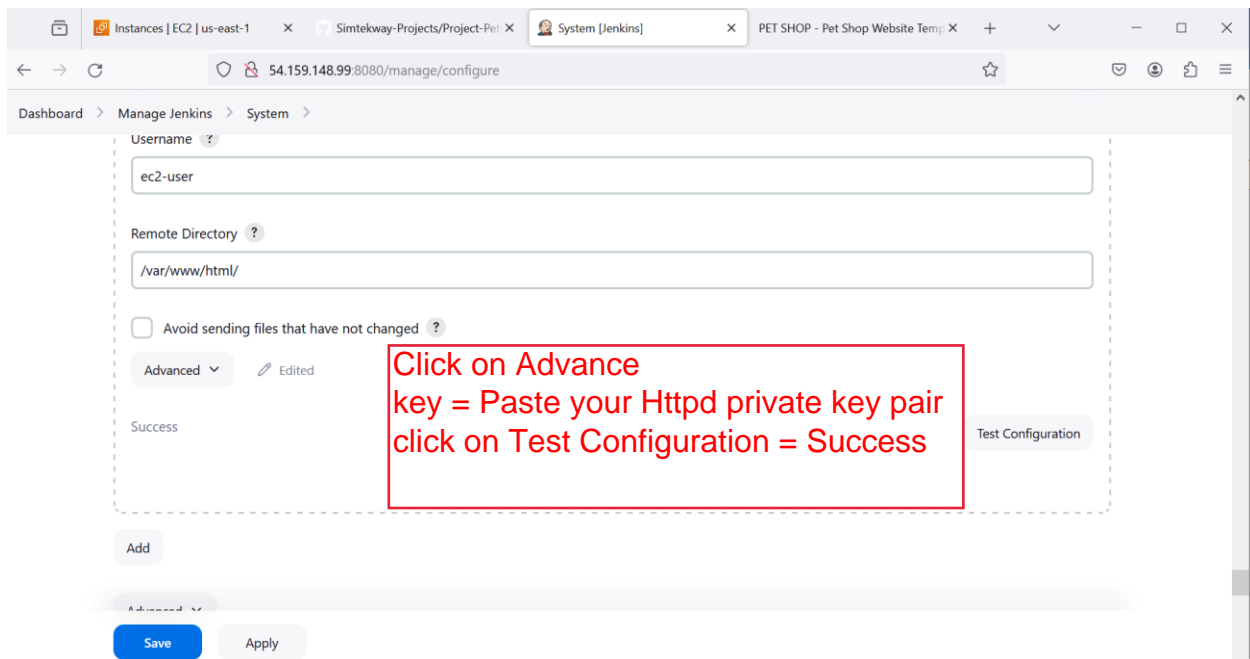 Instances | EC2 | us-east-1
Simtekway-Projects/Project-Pet
System [Jenkins]
PET SHOP - Pet Shop Website Temp
54.159.148.99:8080/manage/configure
Dashboard > Manage Jenkins > System >
Username ?
ec2-user
Remote Directory ?
/var/www/html/
Avoid sending files that have not changed ?
Advanced
Edited
Click on Advance
key = Paste your Httpd private key pair
click on Test Configuration = Success
Success
Test Configuration
Add
Advanced
Save
Apply